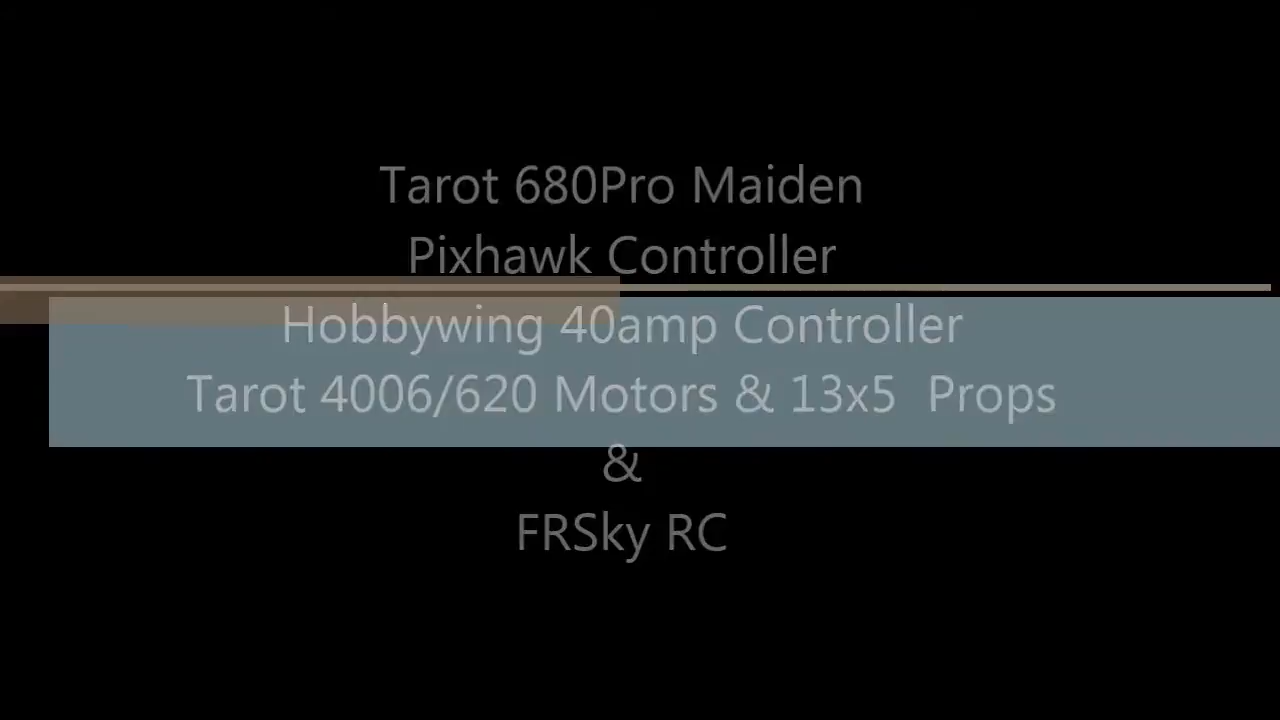 Tarot 680Pro Maiden
Pixhawk Controller
Hobbywing 40amp Controller
Tarot 4006/620 Motors & 13x5  Props
&
FRSky RC